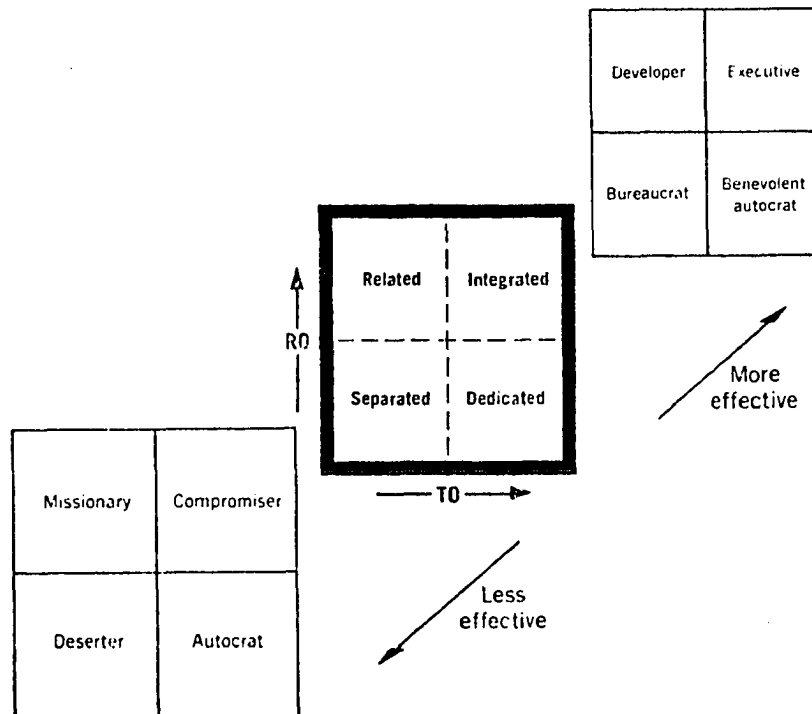 Developer
Executive
Bureaucrat
Benevolent
autocrat
Related
Integrated
RO
Separated
Dedicated
TO
More
effective
Missionary
Compromiser
Deserter
Autocrat
Less
effective